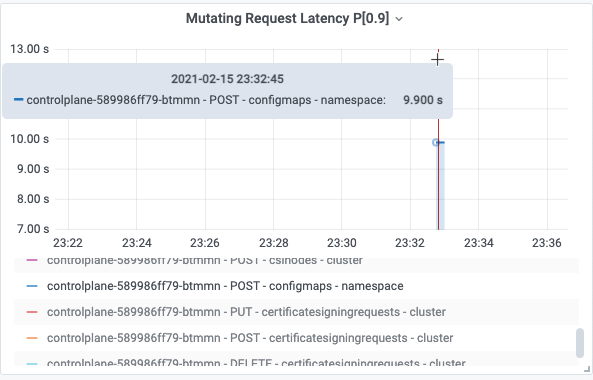 Mutating Request Latency P[0.9]
13.00 s
2021-02-15 23:32:45
controlplane-589986ff79-btmmn - POST - configmaps - namespace: 9.900 s
10.00 s
9.00 s
8.00 s
7.00 s
23:22 23:24 23:26 23:28 23:30 23:32 23:34 23:36
controlplane-589986ff79-btmmn - POST - csinodes - cluster
controlplane-589986ff79-btmmn - POST - configmaps - namespace
controlplane-589986ff79-btmmn - PUT - certificatesigningrequests - cluster
controlplane-589986ff79-btmmn - POST - certificatesigningrequests - cluster
controlplane-589986ff79-btmmn - DELETE - certificatesigningrequests - cluster